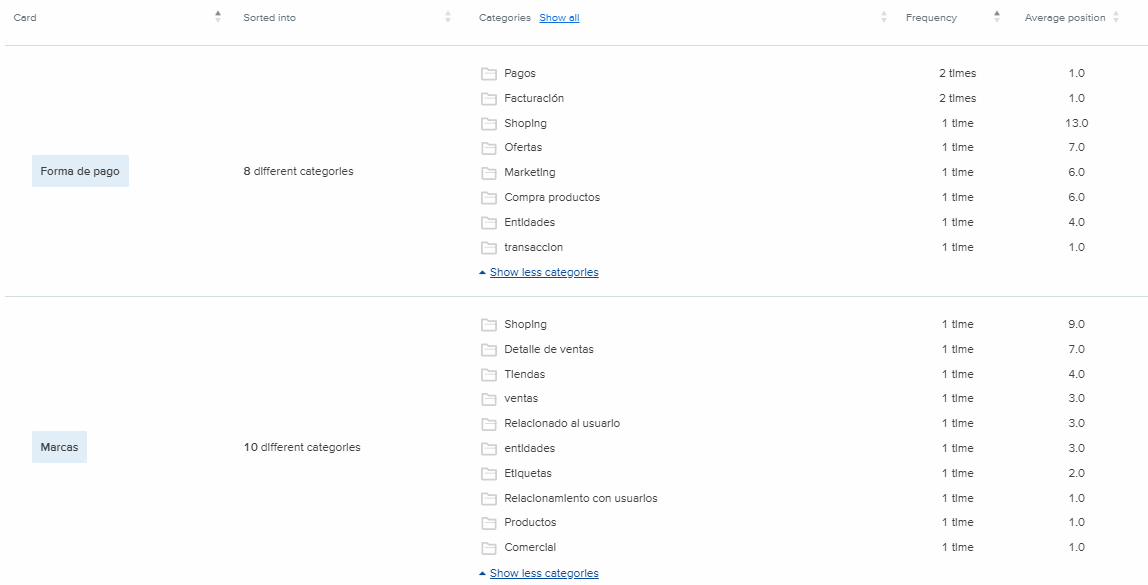 Card Sorted into Categories Show all Frequency Average position
Pagos 2 times 1.0
Facturación 2 times 1.0
Shoping 1 time 13.0
Ofertas 1 time 7.0
Forma de pago 8 different categories Marketing 1 time 6.0
Compra productos 1 time 6.0
Entidades 1 time 4.0
transaccion 1 time 1.0
Show less categories
Shoping 1 time 9.0
Detalle de ventas 1 time 7.0
Tiendas 1 time 4.0
ventas 1 time 3.0
Relacionado al usuario 1 time 3.0
Marcas 10 different categories entidades 1 time 3.0
Etiquetas 1 time 2.0
Relacionamiento con usuarios 1 time 1.0
Productos 1 time 1.0
Comercial 1 time 1.0
Show less categories